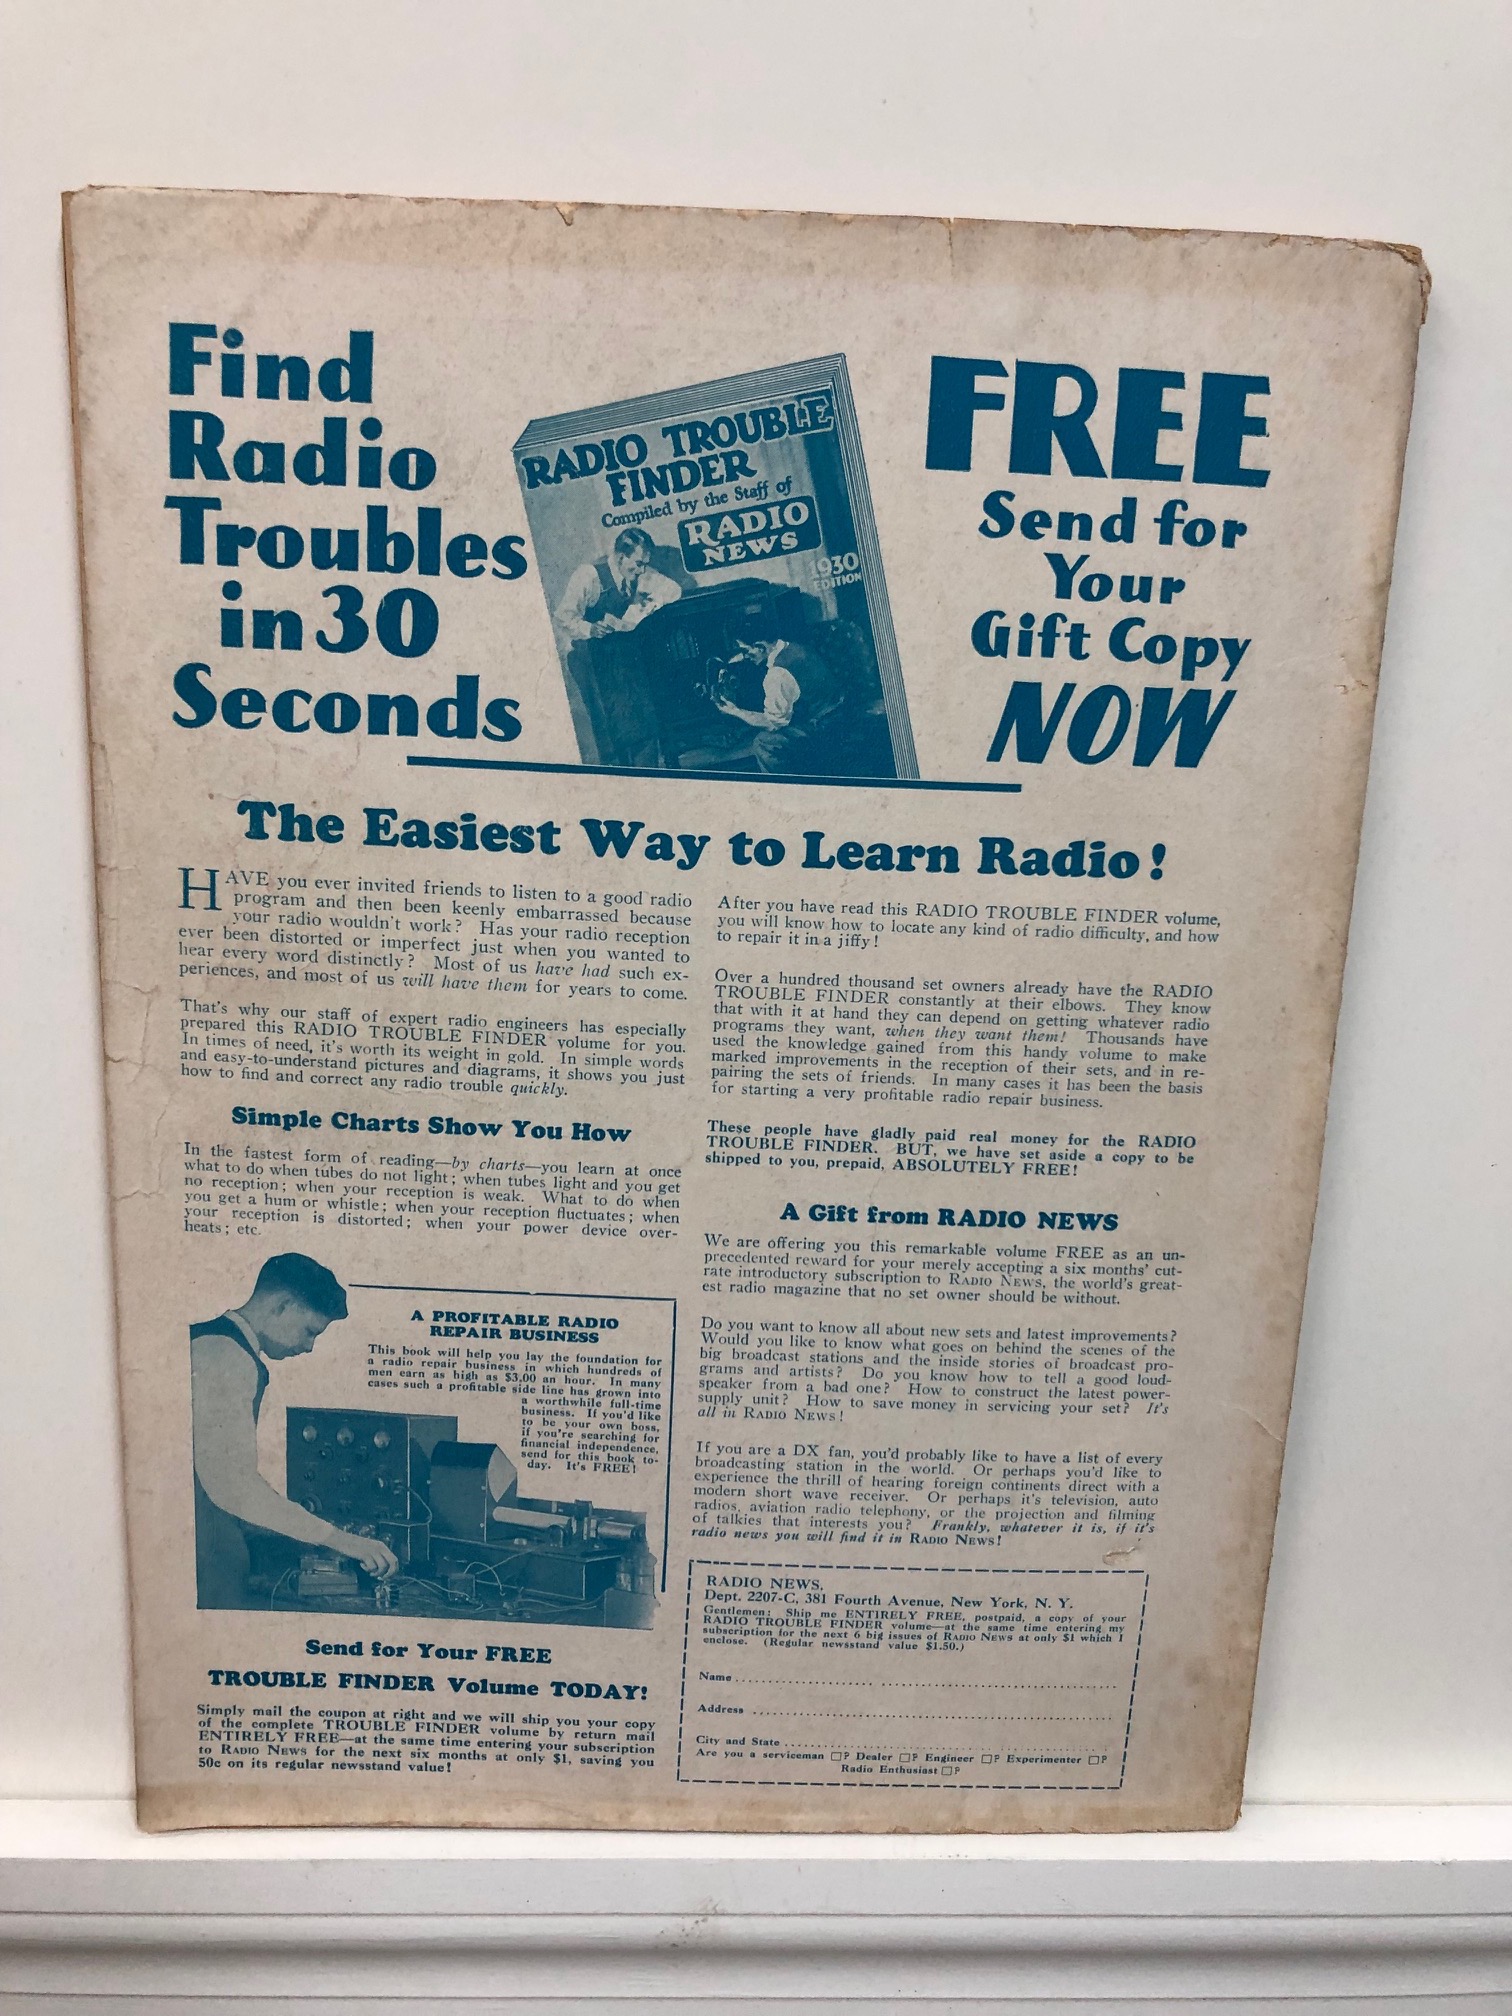 Find
Radio
Troubles
in 30
Seconds
RADIO TROUBLE
FINDER
Compiled by the Staff of
RADIO
NEWS
1930
EDITION
FREE
Send for
Your
Gift Copy
NOW
The Easiest Way to Learn Radio!
HAVE you ever invited friends to listen to a good radio
program and then been keenly embarrassed because
your radio wouldn't work? Has your radio reception
ever been distorted or imperfect just when you wanted to
hear every word distinctly? Most of us have had such ex-
periences, and most of us will have them for years to come.
That's why our staff of expert radio engineers has especially
prepared this RADIO TROUBLE FINDER volume for you.
In times of need, it's worth its weight in gold. In simple words
and easy-to-understand pictures and diagrams, it shows you just
how to find and correct any radio trouble quickly.
Simple Charts Show You How
In the fastest form of reading—by charts—you learn at once
what to do when tubes do not light; when tubes light and you get
no reception; when your reception is weak. What to do when
you get a hum or whistle; when your reception fluctuates; when
your reception is distorted; when your power device over-
heats; etc.
A PROFITABLE RADIO
REPAIR BUSINESS
This book will help you lay the foundation for
a radio repair business in which hundreds of
men earn as high as $3.00 an hour. In many
cases such a profitable side line has grown into
a worthwhile full-time
business. If you'd like
to be your own boss,
if you're searching for
financial independence,
send for this book to-
day. It's FREE!
Send for Your FREE
TROUBLE FINDER Volume TODAY!
Simply mail the coupon at right and we will ship you your copy
of the complete TROUBLE FINDER volume by return mail
ENTIRELY FREE—at the same time entering your subscription
to RADIO NEWS for the next six months at only $1, saving you
50c on its regular newsstand value!
After you have read this RADIO TROUBLE FINDER volume,
you will know how to locate any kind of radio difficulty, and how
to repair it in a jiffy!
Over a hundred thousand set owners already have the RADIO
TROUBLE FINDER constantly at their elbows. They know
that with it at hand they can depend on getting whatever radio
programs they want, when they want them! Thousands have
used the knowledge gained from this handy volume to make
marked improvements in the reception of their sets, and in re-
pairing the sets of friends. In many cases it has been the basis
for starting a very profitable radio repair business.
These people have gladly paid real money for the RADIO
TROUBLE FINDER. BUT, we have set aside a copy to be
shipped to you, prepaid, ABSOLUTELY FREE!
A Gift from RADIO NEWS
We are offering you this remarkable volume FREE as an un-
precedented reward for your merely accepting a six months' cut-
rate introductory subscription to RADIO NEWS, the world's great-
est radio magazine that no set owner should be without.
Do you want to know all about new sets and latest improvements?
Would you like to know what goes on behind the scenes of the
big broadcast stations and the inside stories of broadcast pro-
grams and artists? Do you know how to tell a good loud-
speaker from a bad one? How to construct the latest power-
supply unit? How to save money in servicing your set? It's
all in RADIO NEWS!
If you are a DX fan, you'd probably like to have a list of every
broadcasting station in the world. Or perhaps you'd like to
experience the thrill of hearing foreign continents direct with a
modern short wave receiver. Or perhaps it's television, auto
radios, aviation radio telephony, or the projection and filming
of talkies that interests you? Frankly, whatever it is, if it's
radio news you will find it in RADIO NEWS!
RADIO NEWS,
Dept. 2207-C, 381 Fourth Avenue, New York, N. Y.
Gentlemen: Ship me ENTIRELY FREE, postpaid, a copy of your
RADIO TROUBLE FINDER volume—at the same time entering my
subscription for the next 6 big issues of RADIO NEWS at only $1 which I
enclose. (Regular newsstand value $1.50.)
Name
Address
City and State
Are you a serviceman □? Dealer □? Engineer □? Experimenter □?
Radio Enthusiast □?